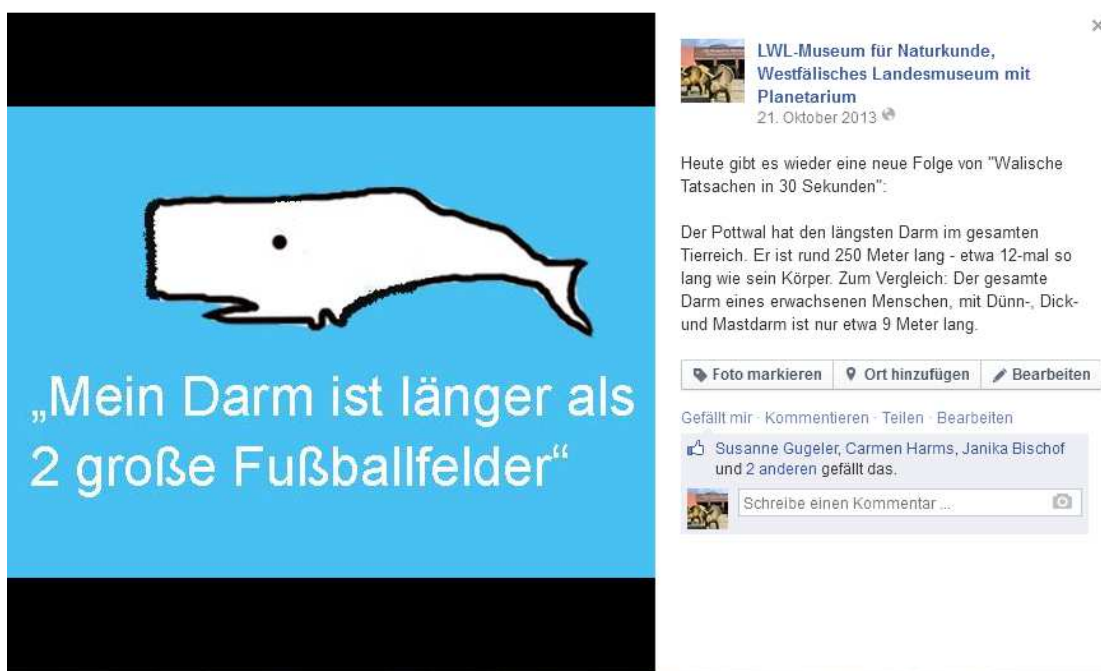 „Mein Darm ist länger als
2 große Fußballfelder“
LWL-Museum für Naturkunde,
Westfälisches Landesmuseum mit
Planetarium
21. Oktober 2013
Heute gibt es wieder eine neue Folge von "Walische
Tatsachen in 30 Sekunden":
Der Pottwal hat den längsten Darm im gesamten
Tierreich. Er ist rund 250 Meter lang - etwa 12-mal so
lang wie sein Körper. Zum Vergleich: Der gesamte
Darm eines erwachsenen Menschen, mit Dünn-, Dick-
und Mastdarm ist nur etwa 9 Meter lang.
Foto markieren Ort hinzufügen Bearbeiten
Gefällt mir · Kommentieren · Teilen · Bearbeiten
Susanne Gugeler, Carmen Harms, Janika Bischof
und 2 anderen gefällt das.
Schreibe einen Kommentar ...